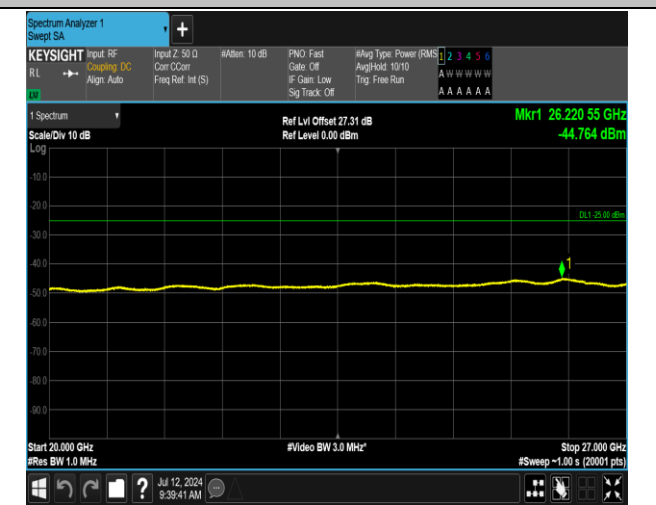 Spectrum Analyzer 1
Swept SA
+
KEYSIGHT Input: RF
RL Coupling: DC
Align: Auto
LXI
Input Z: 50 Ω
Corr CCorr
Freq Ref: Int (S)
#Atten: 10 dB
PNO: Fast
Gate: Off
IF Gain: Low
Sig Track: Off
#Avg Type: Power (RMS
Avg|Hold: 10/10
Trig: Free Run
1 2 3 4 5 6
A W W W W W
A A A A A A
1 Spectrum
Scale/Div 10 dB
Log
Ref Lvl Offset 27.31 dB
Ref Level 0.00 dBm
Mkr1 26.220 55 GHz
-44.764 dBm
-10.0
-20.0
DL1 -25.00 dBm
-30.0
-40.0
1
-50.0
-60.0
-70.0
-80.0
-90.0
Start 20.000 GHz
#Res BW 1.0 MHz
#Video BW 3.0 MHz*
Stop 27.000 GHz
#Sweep ~1.00 s (20001 pts)
?
Jul 12, 2024
9:39:41 AM